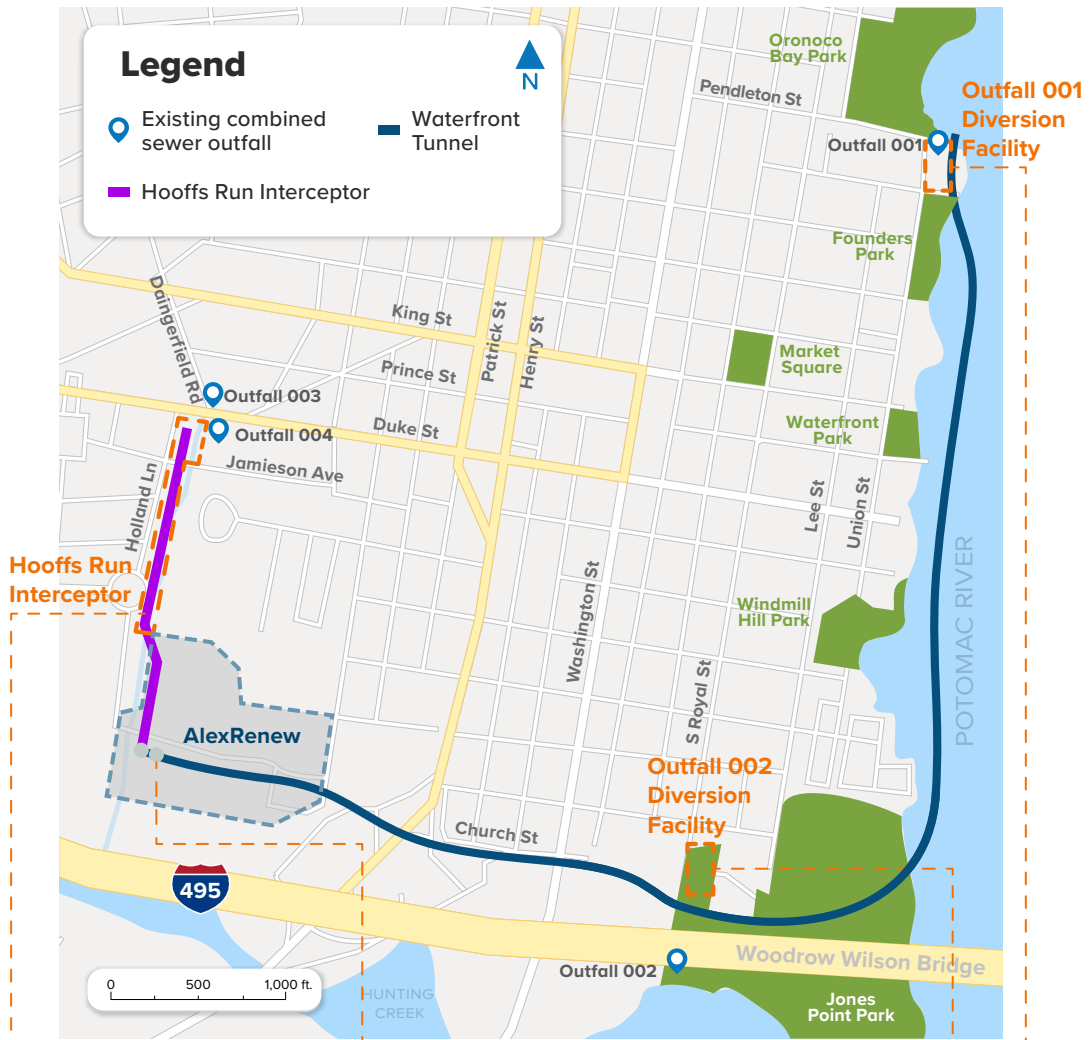 Legend
N
Existing combined
sewer outfall
Waterfront
Tunnel
Hooffs Run Interceptor
Oronoco
Bay Park
Pendleton St
Outfall 001
Diversion
Facility
Outfall 001
Founders
Park
Daingerfield Rd
King St
Patrick St
Henry St
Prince St
Market
Square
Outfall 003
Outfall 004
Duke St
Waterfront
Park
Jamieson Ave
Holland Ln
Lee St
Union St
Hooffs Run
Interceptor
POTOMAC RIVER
Washington St
Windmill
Hill Park
S Royal St
AlexRenew
Outfall 002
Diversion
Facility
Church St
495
Woodrow Wilson Bridge
Outfall 002
0 500 1,000 ft.
HUNTING
CREEK
Jones
Point Park